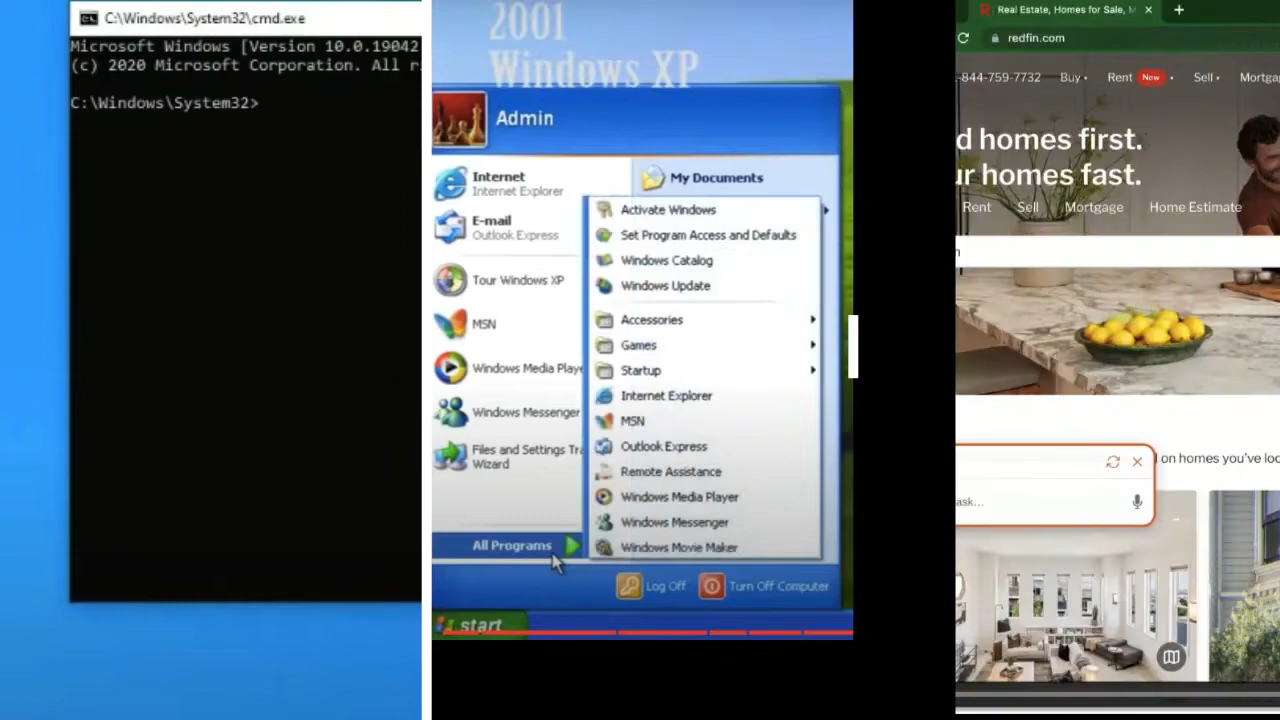 C:\Windows\System32\cmd.exe
Microsoft Windows [Version 10.0.19042
(c) 2020 Microsoft Corporation. All r
C:\Windows\System32>
2001
Windows XP
Admin
Internet
Internet Explorer
E-mail
Outlook Express
Tour Windows XP
MSN
Windows Media Playe
Windows Messenger
Files and Settings Tra
Wizard
All Programs
My Documents
Activate Windows
Set Program Access and Defaults
Windows Catalog
Windows Update
Accessories
Games
Startup
Internet Explorer
MSN
Outlook Express
Remote Assistance
Windows Media Player
Windows Messenger
Windows Movie Maker
Log Off
Turn Off Computer
start
Real Estate, Homes for Sale, M
redfin.com
-844-759-7732 Buy Rent New Sell Mortga
d homes first.
ur homes fast.
Rent Sell Mortgage Home Estimate
n
d on homes you've loo
ask...